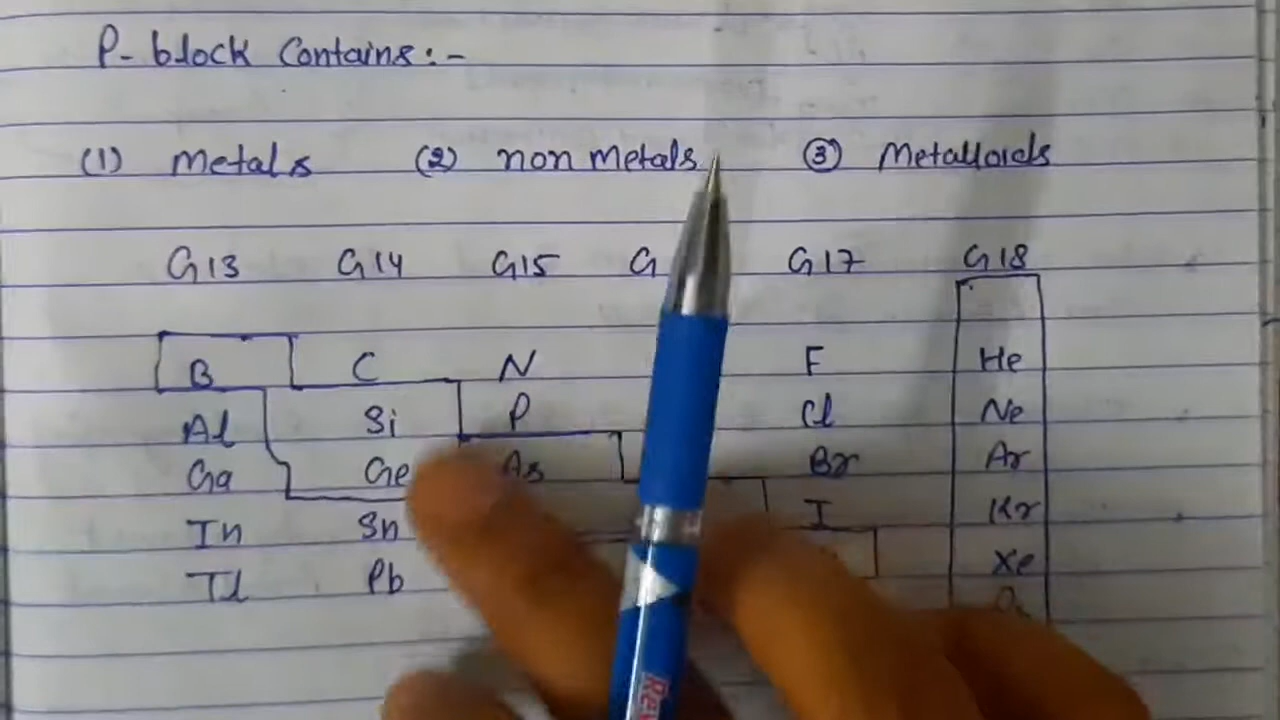 P-block Contains:-
(1) Metals (2) non Metals (3) Metalloids
G13 G14 G15 G G17 G18
B C N F He
Al Si P Cl Ne
Ga Ge As Br Ar
In Sn I Kr
Tl Pb Xe
Rey